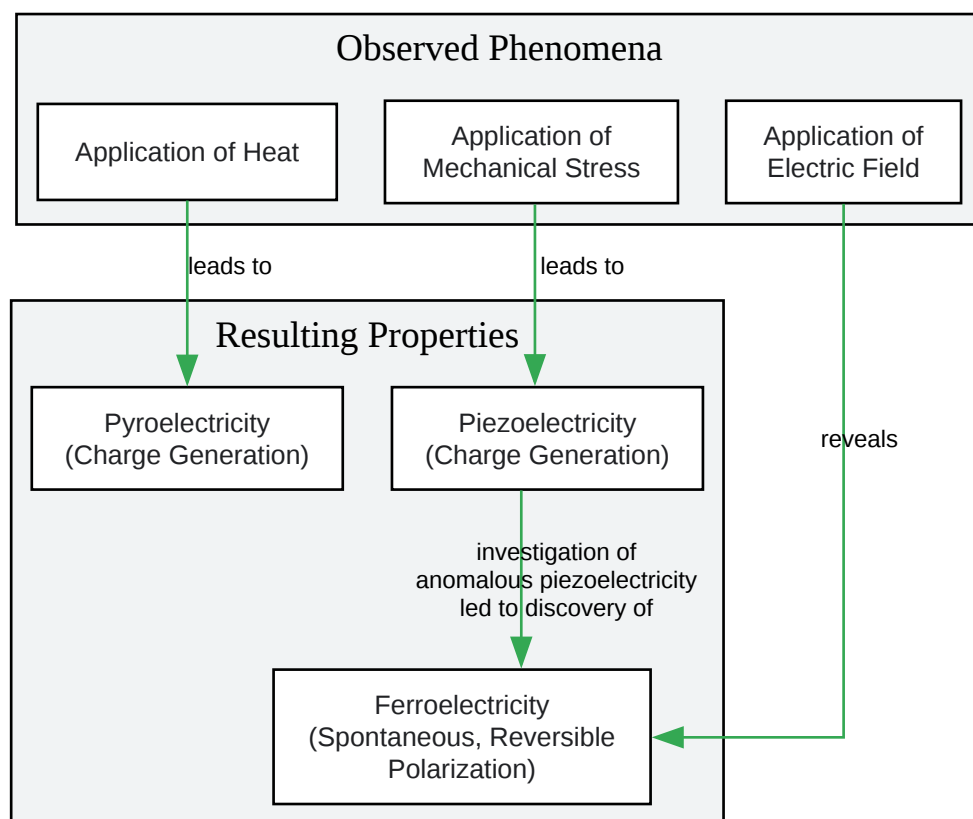 Observed Phenomena
Application of Heat
Application of
Mechanical Stress
Application of
Electric Field
leads to
leads to
Resulting Properties
Pyroelectricity
(Charge Generation)
Piezoelectricity
(Charge Generation)
reveals
investigation of
anomalous piezoelectricity
led to discovery of
Ferroelectricity
(Spontaneous, Reversible
Polarization)